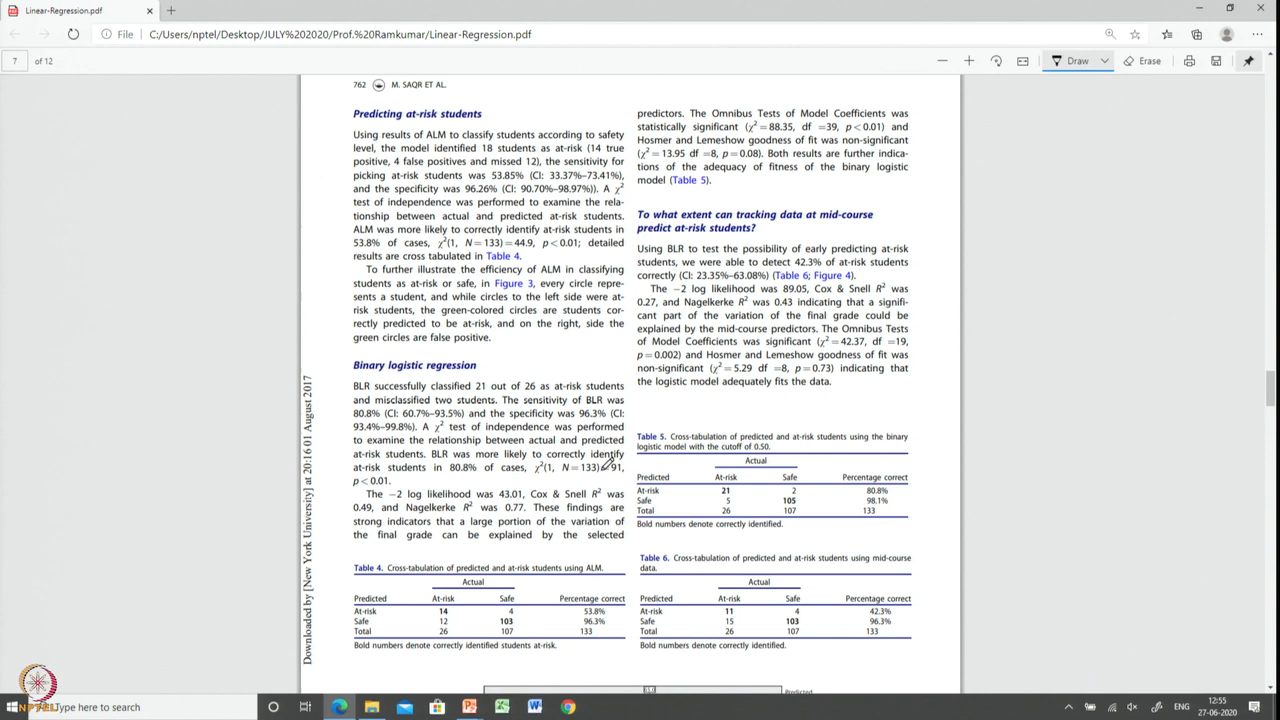 Linear-Regression.pdf
File
C:/Users/nptel/Desktop/JULY%202020/Prof.%20Ramkumar/Linear-Regression.pdf
7 of 12
Draw
Erase
762 M. SAQR ET AL.
Predicting at-risk students
Using results of ALM to classify students according to safety
level, the model identified 18 students as at-risk (14 true
positive, 4 false positives and missed 12), the sensitivity for
picking at-risk students was 53.85% (CI: 33.37%–73.41%)
and the specificity was 96.26% (CI: 90.70%–98.97%)). A χ²
test of independence was performed to examine the rela-
tionship between actual and predicted at-risk students.
ALM was more likely to correctly identify at-risk students in
53.8% of cases, χ²(1, N = 133) = 44.9, p < 0.01; detailed
results are cross tabulated in Table 4.
To further illustrate the efficiency of ALM in classifying
students as at-risk or safe, in Figure 3, every circle repre-
sents a student, and while circles to the left side were at-
risk students, the green-colored circles are students cor-
rectly predicted to be at-risk, and on the right, side the
green circles are false positive.
Binary logistic regression
BLR successfully classified 21 out of 26 as at-risk students
and misclassified two students. The sensitivity of BLR was
80.8% (CI: 60.7%–93.5%) and the specificity was 96.3% (CI:
93.4%–99.8%). A χ² test of independence was performed
to examine the relationship between actual and predicted
at-risk students. BLR was more likely to correctly identify
at-risk students in 80.8% of cases, χ²(1, N = 133) 91,
p < 0.01.
The −2 log likelihood was 43.01, Cox & Snell R² was
0.49, and Nagelkerke R² was 0.77. These findings are
strong indicators that a large portion of the variation of
the final grade can be explained by the selected
Table 4. Cross-tabulation of predicted and at-risk students using ALM.
Actual
Predicted At-risk Safe Percentage correct
At-risk 14 4 53.8%
Safe 12 103 96.3%
Total 26 107 133
Bold numbers denote correctly identified students at-risk.
predictors. The Omnibus Tests of Model Coefficients was
statistically significant (χ² = 88.35, df =39, p < 0.01) and
Hosmer and Lemeshow goodness of fit was non-significant
(χ² = 13.95 df =8, p = 0.08). Both results are further indica-
tions of the adequacy of fitness of the binary logistic
model (Table 5).
To what extent can tracking data at mid-course
predict at-risk students?
Using BLR to test the possibility of early predicting at-risk
students, we were able to detect 42.3% of at-risk students
correctly (CI: 23.35%–63.08%) (Table 6; Figure 4).
The −2 log likelihood was 89.05, Cox & Snell R² was
0.27, and Nagelkerke R² was 0.43 indicating that a signifi-
cant part of the variation of the final grade could be
explained by the mid-course predictors. The Omnibus Tests
of Model Coefficients was significant (χ² = 42.37, df =19,
p = 0.002) and Hosmer and Lemeshow goodness of fit was
non-significant (χ² = 5.29 df =8, p = 0.73) indicating that
the logistic model adequately fits the data.
Table 5. Cross-tabulation of predicted and at-risk students using the binary
logistic model with the cutoff of 0.50.
Actual
Predicted At-risk Safe Percentage correct
At-risk 21 2 80.8%
Safe 5 105 98.1%
Total 26 107 133
Bold numbers denote correctly identified.
Table 6. Cross-tabulation of predicted and at-risk students using mid-course
data.
Actual
Predicted At-risk Safe Percentage correct
At-risk 11 4 42.3%
Safe 15 103 96.3%
Total 26 107 133
Bold numbers denote correctly identified.
Downloaded by [New York University] at 20:16 01 August 2017
Predicted
NPTEL
Type here to search
ENG
12:55
27-06-2020